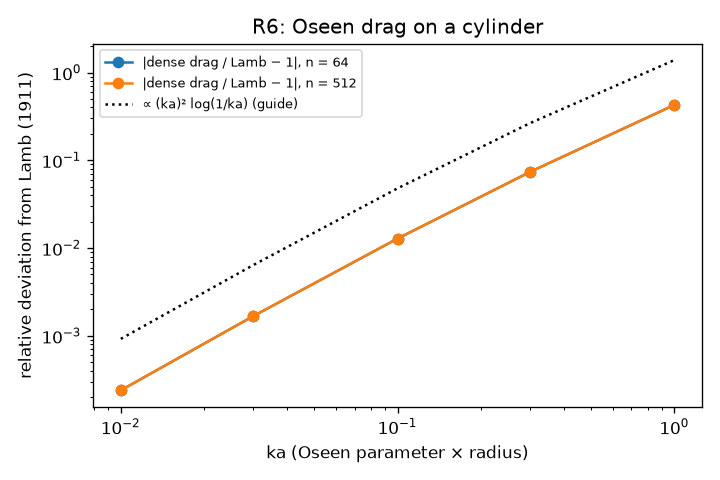 R6: Oseen drag on a cylinder
|dense drag / Lamb − 1|, n = 64
|dense drag / Lamb − 1|, n = 512
∝ (ka)² log(1/ka) (guide)
relative deviation from Lamb (1911)
10⁰
10⁻¹
10⁻²
10⁻³
10⁻²
10⁻¹
10⁰
ka (Oseen parameter × radius)